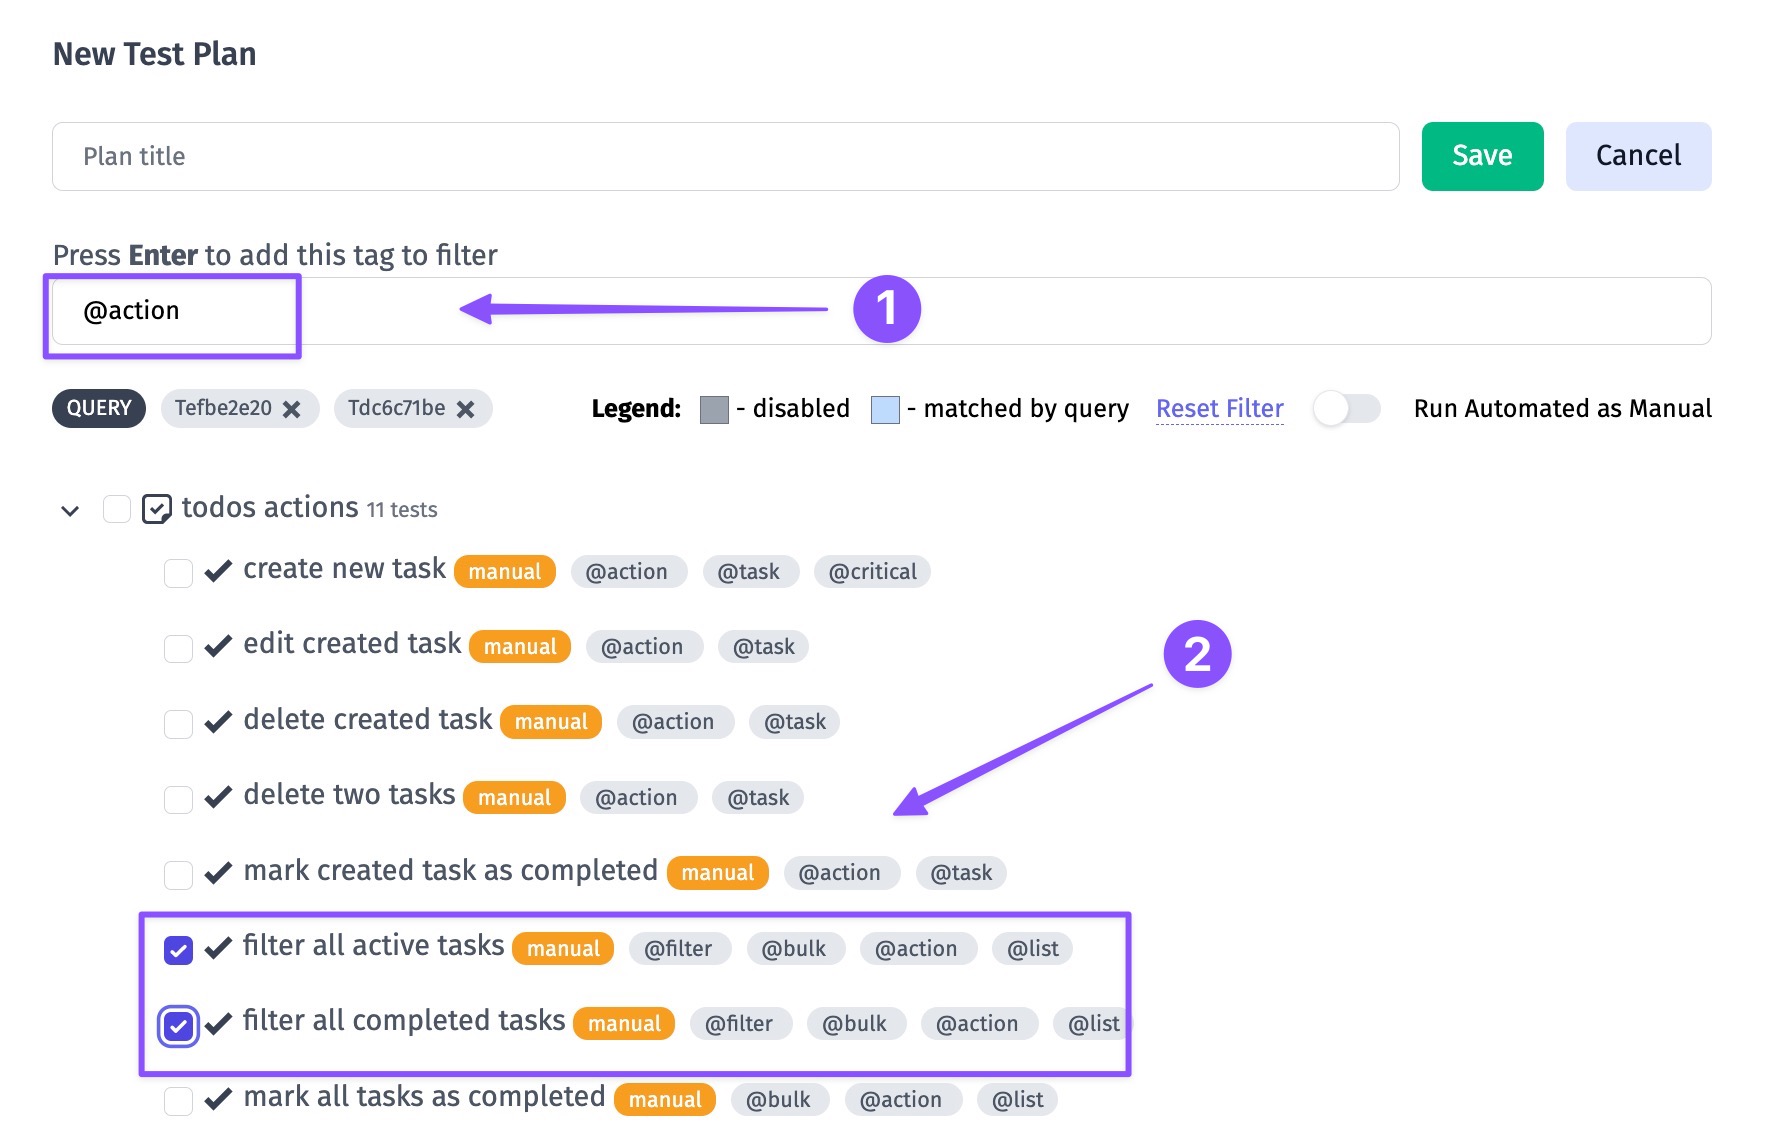 New Test Plan
Plan title
Save
Cancel
Press Enter to add this tag to filter
@action
1
QUERY Tefbe2e20 Tdc6c71be Legend: - disabled - matched by query Reset Filter Run Automated as Manual
todos actions 11 tests
create new task manual @action @task @critical
edit created task manual @action @task
2
delete created task manual @action @task
delete two tasks manual @action @task
mark created task as completed manual @action @task
filter all active tasks manual @filter @bulk @action @list
filter all completed tasks manual @filter @bulk @action @list
mark all tasks as completed manual @bulk @action @list